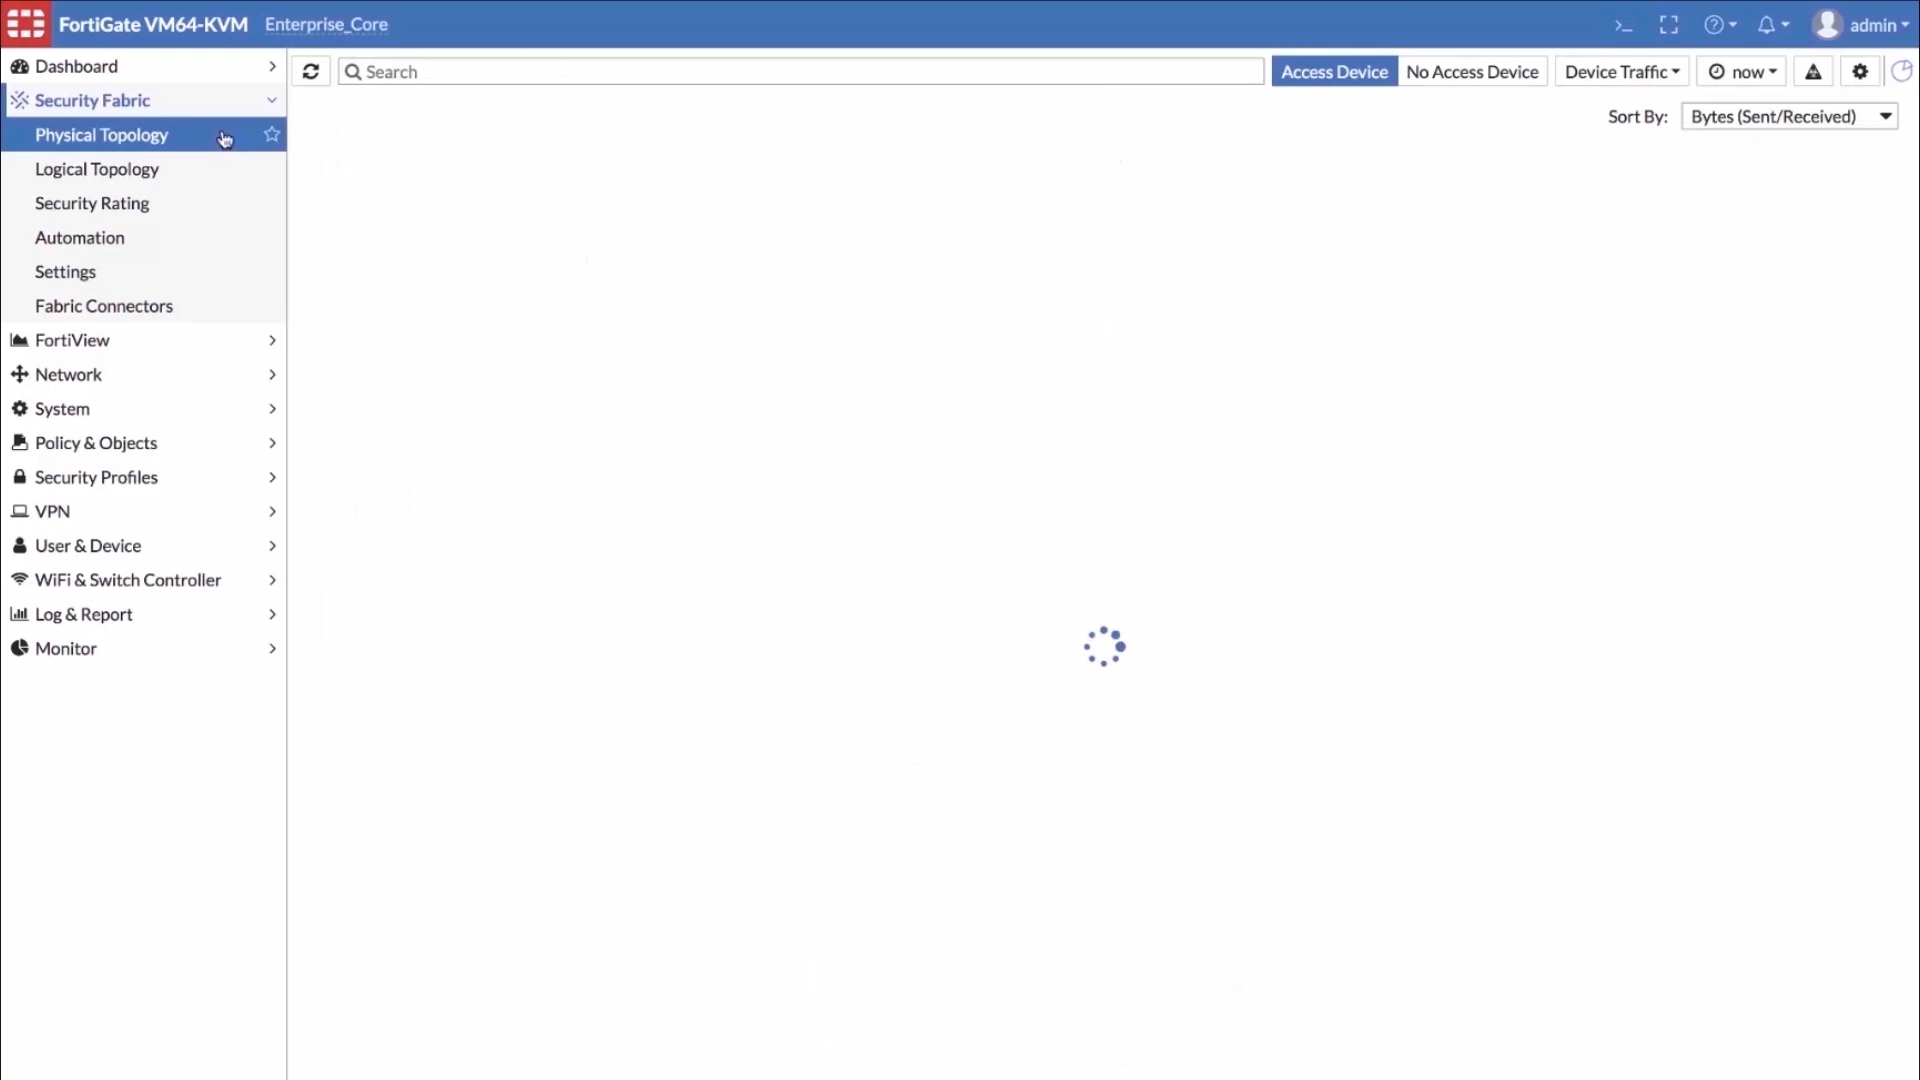 FortiGate VM64-KVM Enterprise_Core
>_ admin
Dashboard
Security Fabric
Physical Topology
Logical Topology
Security Rating
Automation
Settings
Fabric Connectors
FortiView
Network
System
Policy & Objects
Security Profiles
VPN
User & Device
WiFi & Switch Controller
Log & Report
Monitor
Search
Access Device No Access Device Device Traffic now
Sort By: Bytes (Sent/Received)